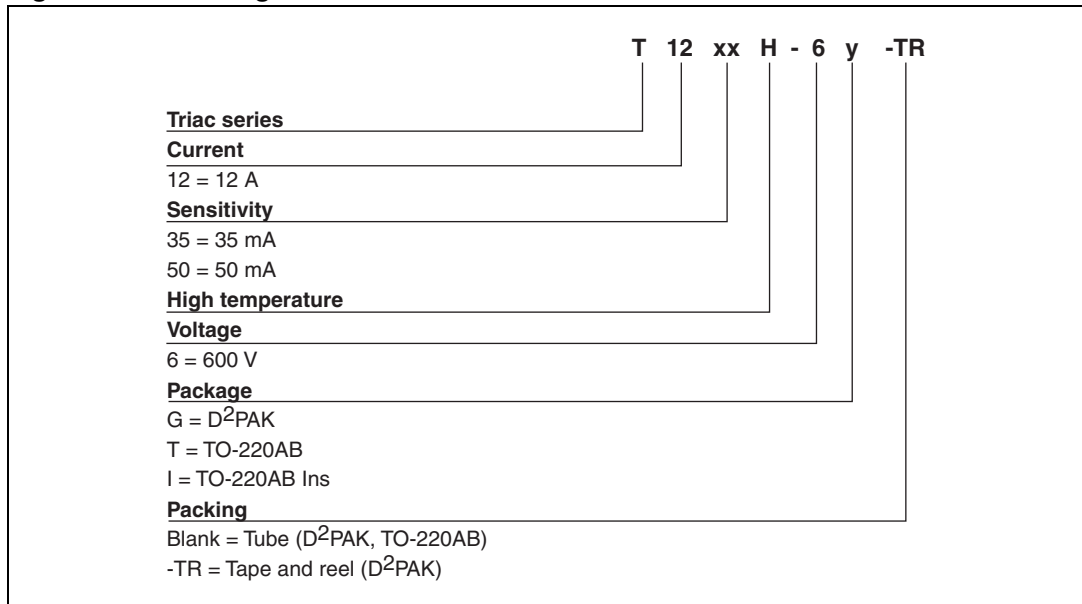 T 12 xx H - 6 y -TR
Triac series
Current
12 = 12 A
Sensitivity
35 = 35 mA
50 = 50 mA
High temperature
Voltage
6 = 600 V
Package
G = D²PAK
T = TO-220AB
I = TO-220AB Ins
Packing
Blank = Tube (D²PAK, TO-220AB)
-TR = Tape and reel (D²PAK)